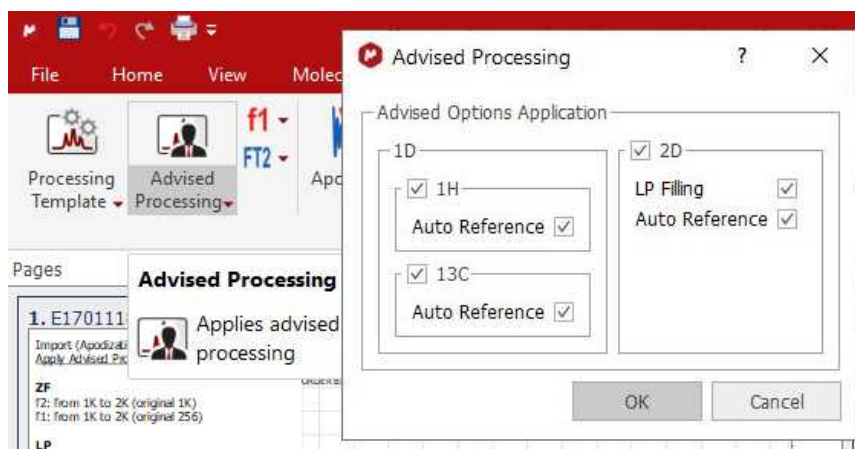 File Home View Molec
Processing Template
Advised Processing
f1
FT2
Apo
Pages
Advised Processing
Applies advised
processing
1. E170111
Import (Apodizati
Apply Advised Pro
ZF
f2: from 1K to 2K (original 1K)
f1: from 1K to 2K (original 256)
LP
Advised Processing
?
Advised Options Application
1D
1H
Auto Reference
13C
Auto Reference
2D
LP Filling
Auto Reference
OK
Cancel